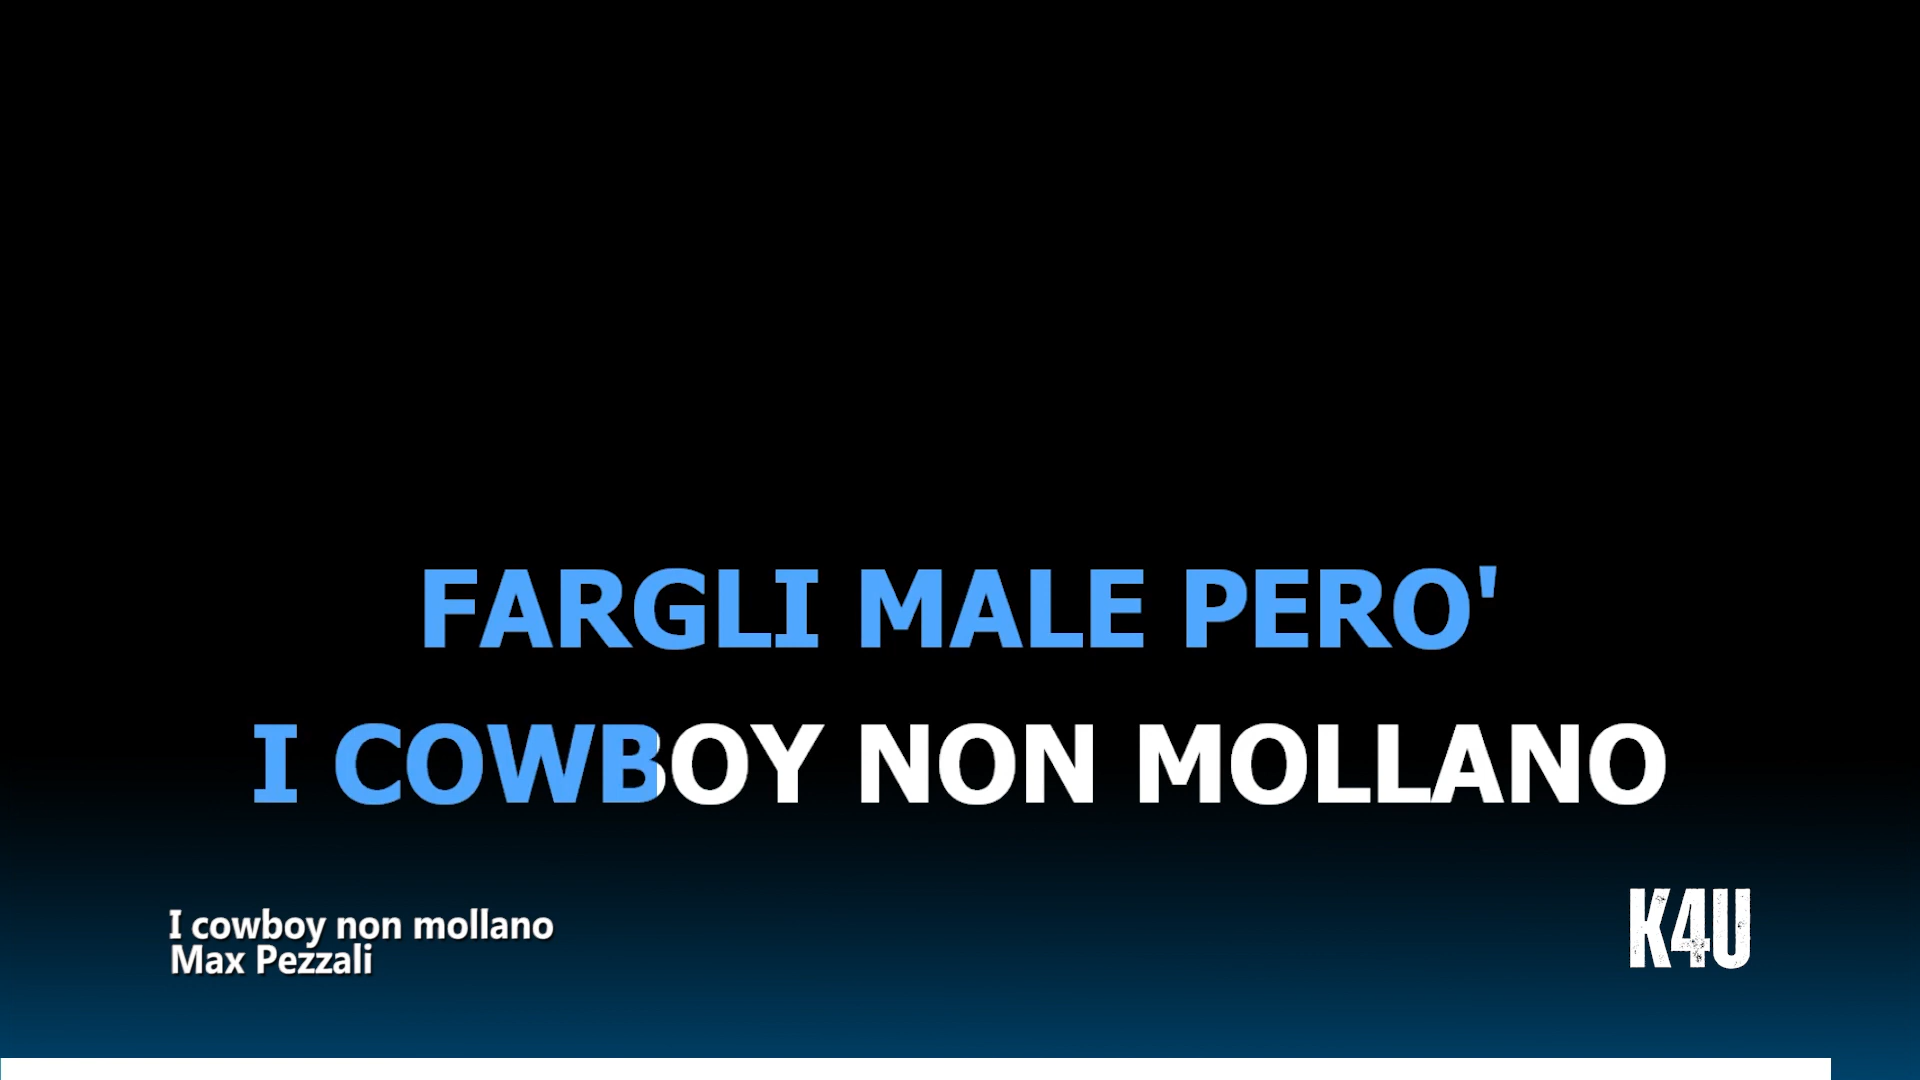 FARGLI MALE PERO'
I COWBOY NON MOLLANO
I cowboy non mollano
Max Pezzali
K4U